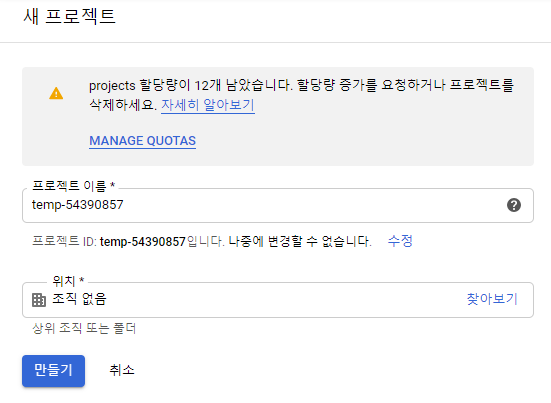 새 프로젝트
projects 할당량이 12개 남았습니다. 할당량 증가를 요청하거나 프로젝트를
삭제하세요. 자세히 알아보기
MANAGE QUOTAS
프로젝트 이름 *
temp-54390857
프로젝트 ID: temp-54390857입니다. 나중에 변경할 수 없습니다. 수정
위치 *
조직 없음 찾아보기
상위 조직 또는 폴더
만들기 취소